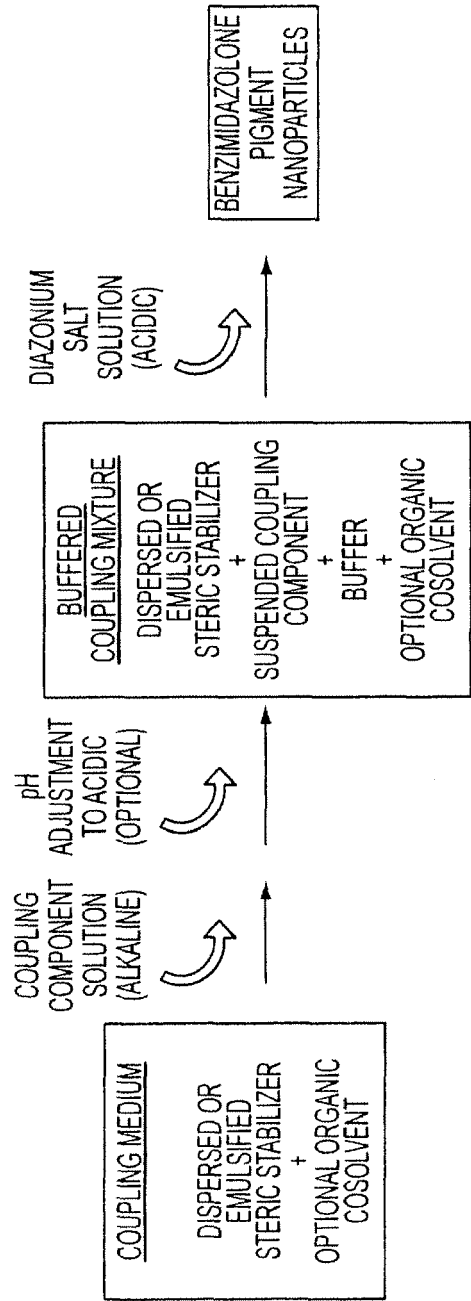 COUPLING MEDIUM
DISPERSED OR
EMULSIFIED
STERIC STABILIZER
+
OPTIONAL ORGANIC
COSOLVENT
COUPLING
COMPONENT
SOLUTION
(ALKALINE)
pH
ADJUSTMENT
TO ACIDIC
(OPTIONAL)
BUFFERED
COUPLING MIXTURE
DISPERSED OR
EMULSIFIED
STERIC STABILIZER
+
SUSPENDED COUPLING
COMPONENT
+
BUFFER
+
OPTIONAL ORGANIC
COSOLVENT
DIAZONIUM
SALT
SOLUTION
(ACIDIC)
BENZIMIDAZOLONE
PIGMENT
NANOPARTICLES